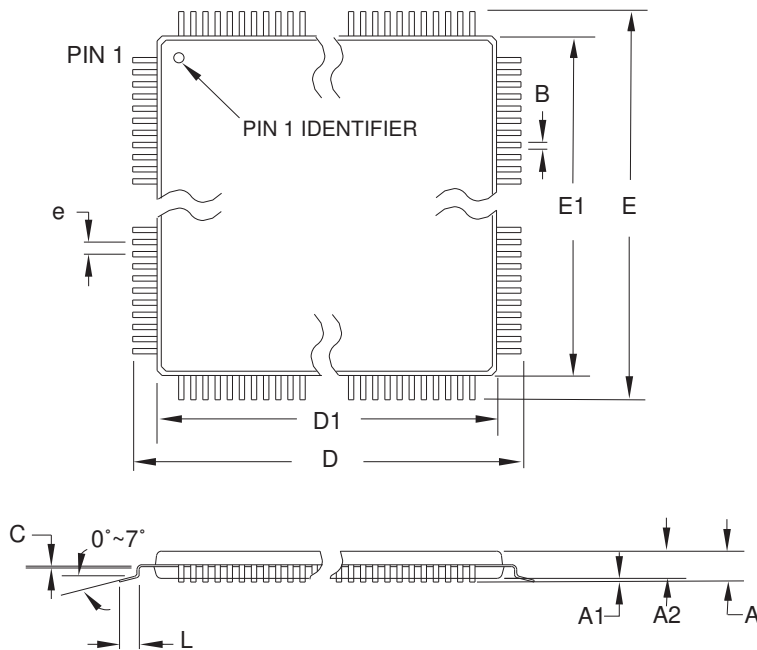 PIN 1
PIN 1 IDENTIFIER
B
e
E1
E
D1
D
C
0°~7°
L
A1
A2
A